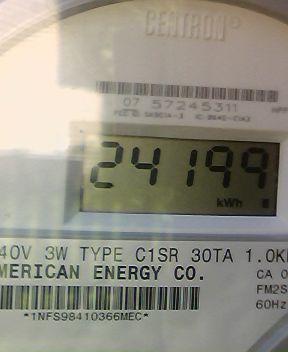 CENTRON®
07 57245311
24199
kWh
40V 3W TYPE C1SR 30TA 1.0K
MERICAN ENERGY CO.
CA 0
FM2S
60Hz
*1NFS98410366MEC*